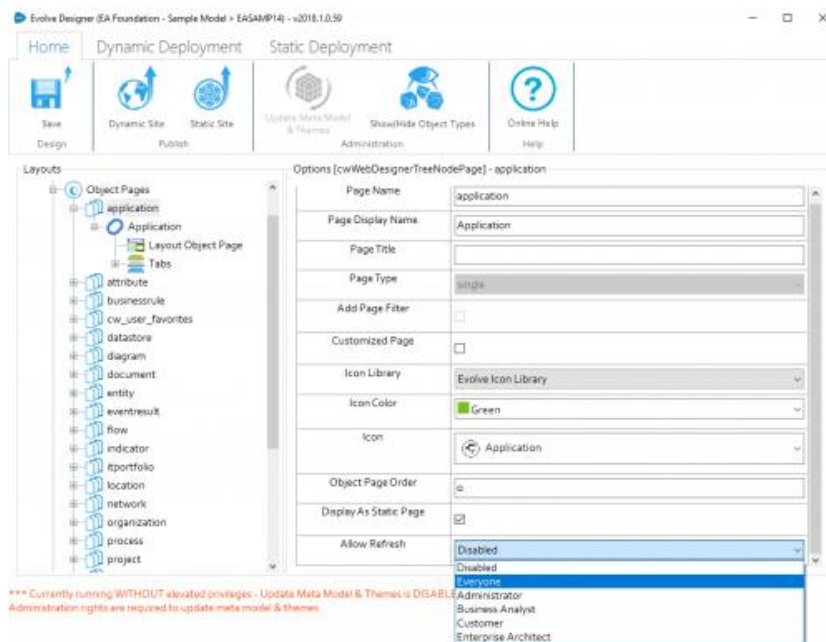 Evolve Designer (EA Foundation - Sample Model > EASAMP14) - v2018.1.0.59
Home Dynamic Deployment Static Deployment
Save Dynamic Site Static Site Update Meta Model & Themes Show/Hide Object Types Online Help
Design Publish Administration Help
Layouts
Object Pages
application
Application
Layout Object Page
Tabs
attribute
businessrule
cw_user_favorites
datastore
diagram
document
entity
eventresult
flow
indicator
itportfolio
location
network
organization
process
project
Options [cwWebDesignerTreeNodePage] - application
Page Name application
Page Display Name Application
Page Title
Page Type single
Add Page Filter
Customized Page
Icon Library Evolve Icon Library
Icon Color Green
Icon Application
Object Page Order 0
Display As Static Page
Allow Refresh Disabled
Disabled
Everyone
Administrator
Business Analyst
Customer
Enterprise Architect
*** Currently running WITHOUT elevated privileges - Update Meta Model & Themes is DISABLE
Administration rights are required to update meta model & themes